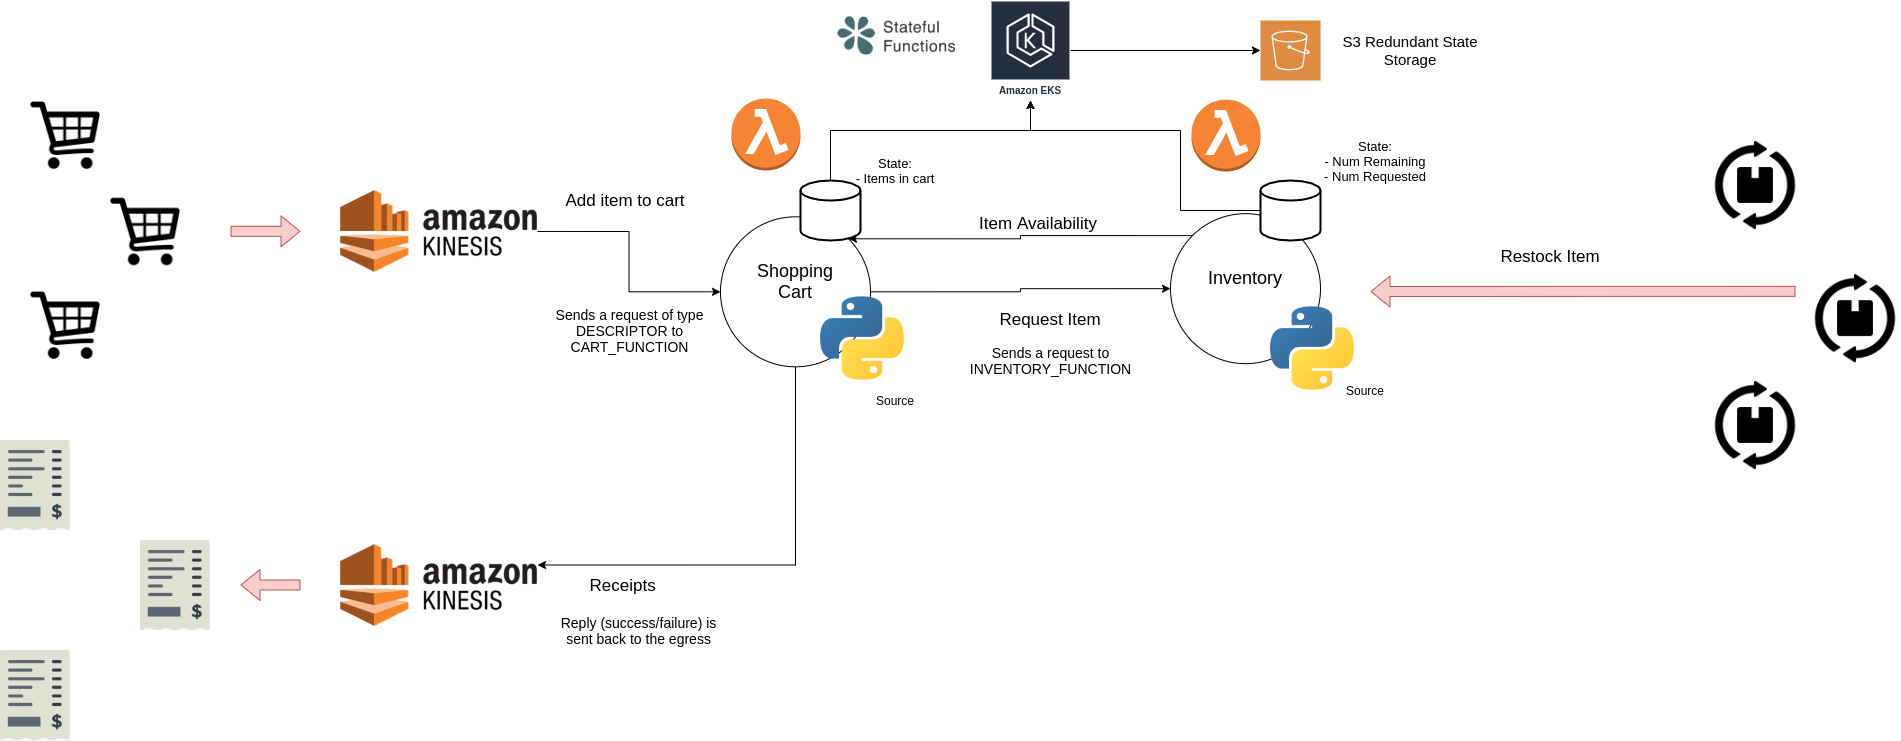 Stateful
Functions
Amazon EKS
S3 Redundant State
Storage
State:
- Items in cart
State:
- Num Remaining
- Num Requested
amazon
KINESIS
Add item to cart
Item Availability
Shopping
Cart
Inventory
Restock Item
Sends a request of type
DESCRIPTOR to
CART_FUNCTION
Request Item
Sends a request to
INVENTORY_FUNCTION
Source
Source
$
$
$
amazon
KINESIS
Receipts
Reply (success/failure) is
sent back to the egress